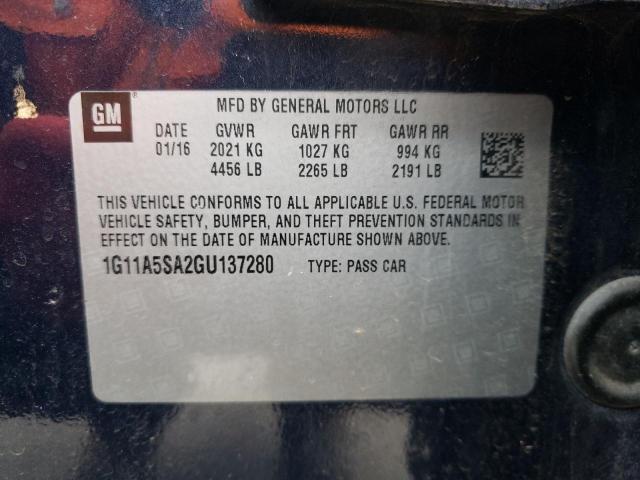 GM ®
MFD BY GENERAL MOTORS LLC
DATE GVWR GAWR FRT GAWR RR
01/16 2021 KG 1027 KG 994 KG
4456 LB 2265 LB 2191 LB
THIS VEHICLE CONFORMS TO ALL APPLICABLE U.S. FEDERAL MOTOR
VEHICLE SAFETY, BUMPER, AND THEFT PREVENTION STANDARDS IN
EFFECT ON THE DATE OF MANUFACTURE SHOWN ABOVE.
1G11A5SA2GU137280 TYPE: PASS CAR